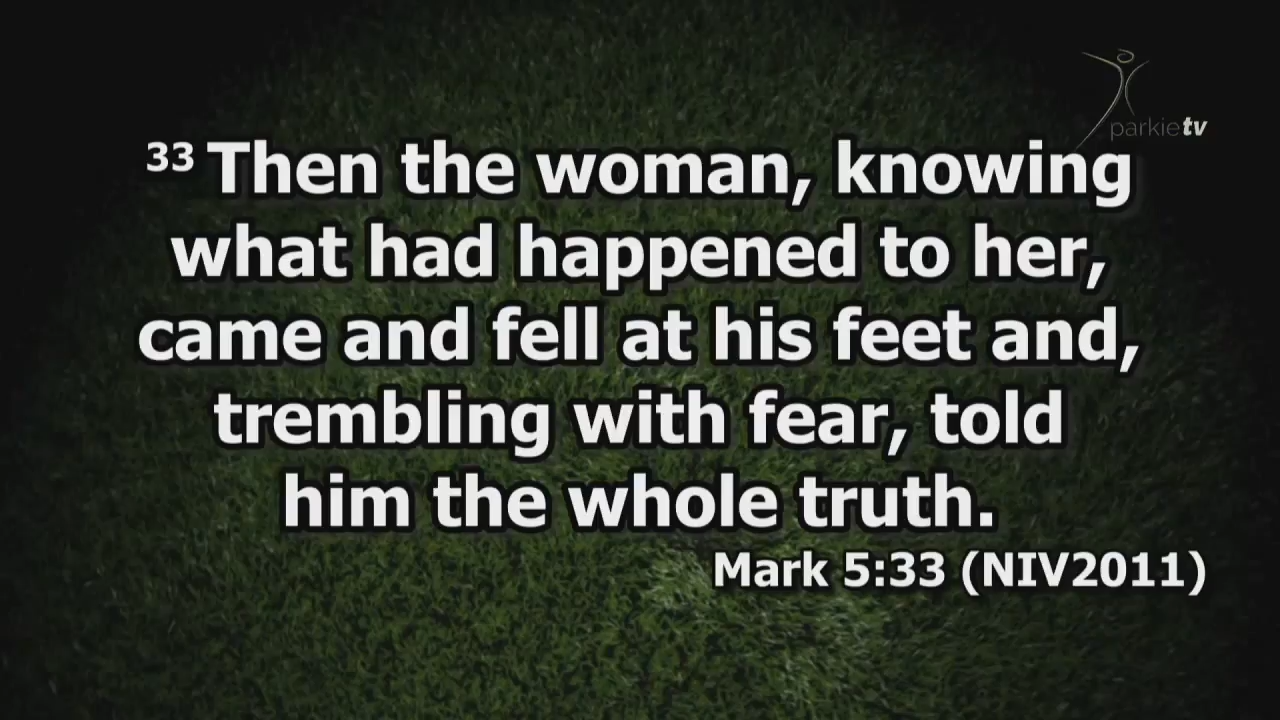 parkietv
33 Then the woman, knowing
what had happened to her,
came and fell at his feet and,
trembling with fear, told
him the whole truth.
Mark 5:33 (NIV2011)